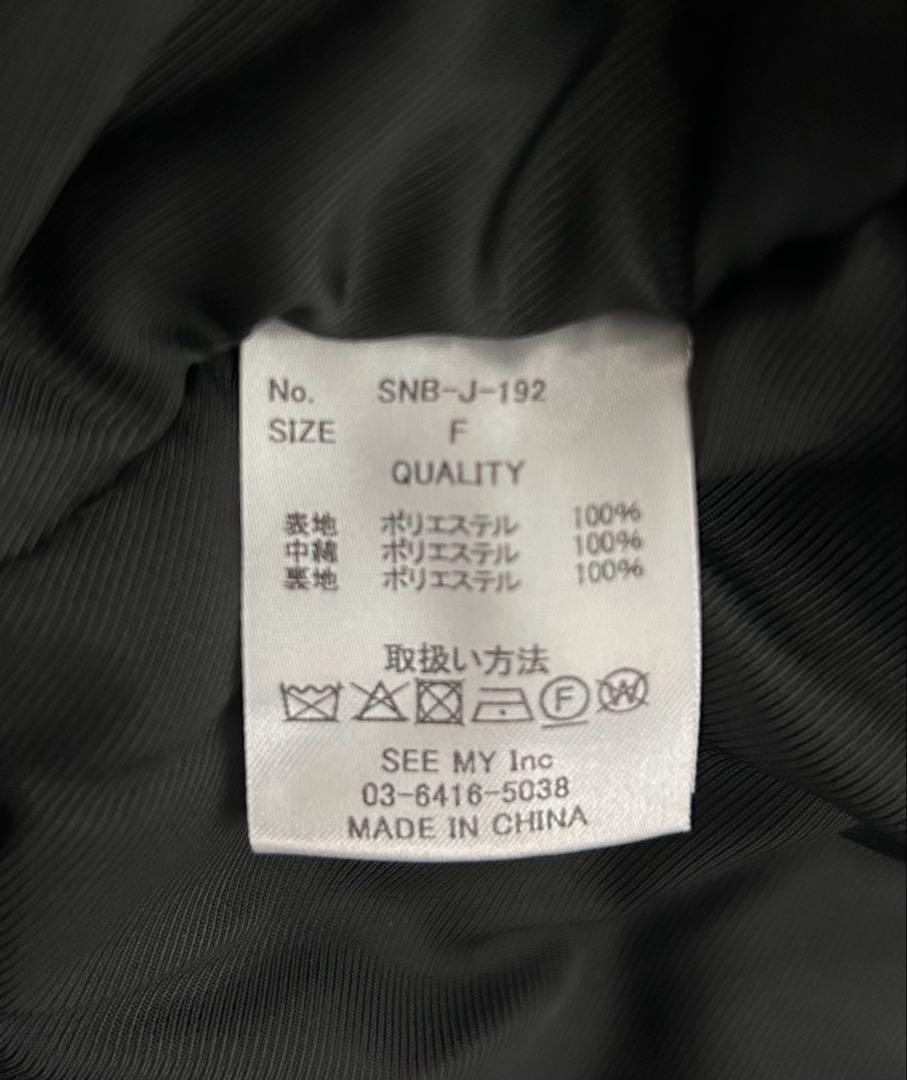 No. SNB-J-192
SIZE F
QUALITY
表地 ポリエステル 100%
中綿 ポリエステル 100%
裏地 ポリエステル 100%
取扱い方法
F W
SEE MY Inc
03-6416-5038
MADE IN CHINA